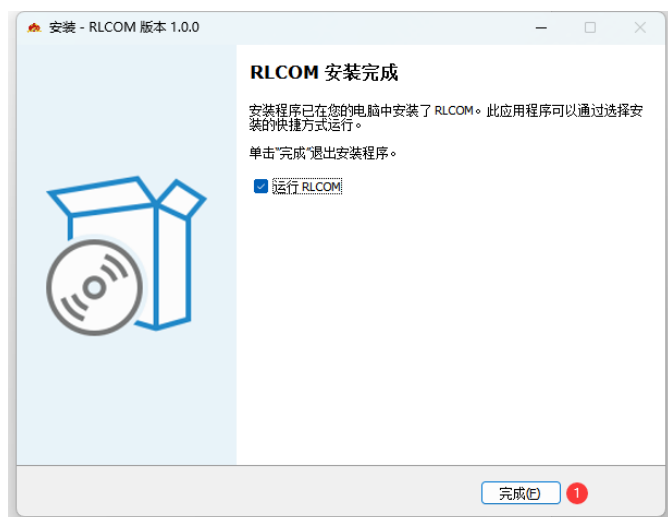 安装 - RLCOM 版本 1.0.0
RLCOM 安装完成
安装程序已在您的电脑中安装了 RLCOM。此应用程序可以通过选择安
装的快捷方式运行。
单击“完成”退出安装程序。
运行 RLCOM
完成(F)
1